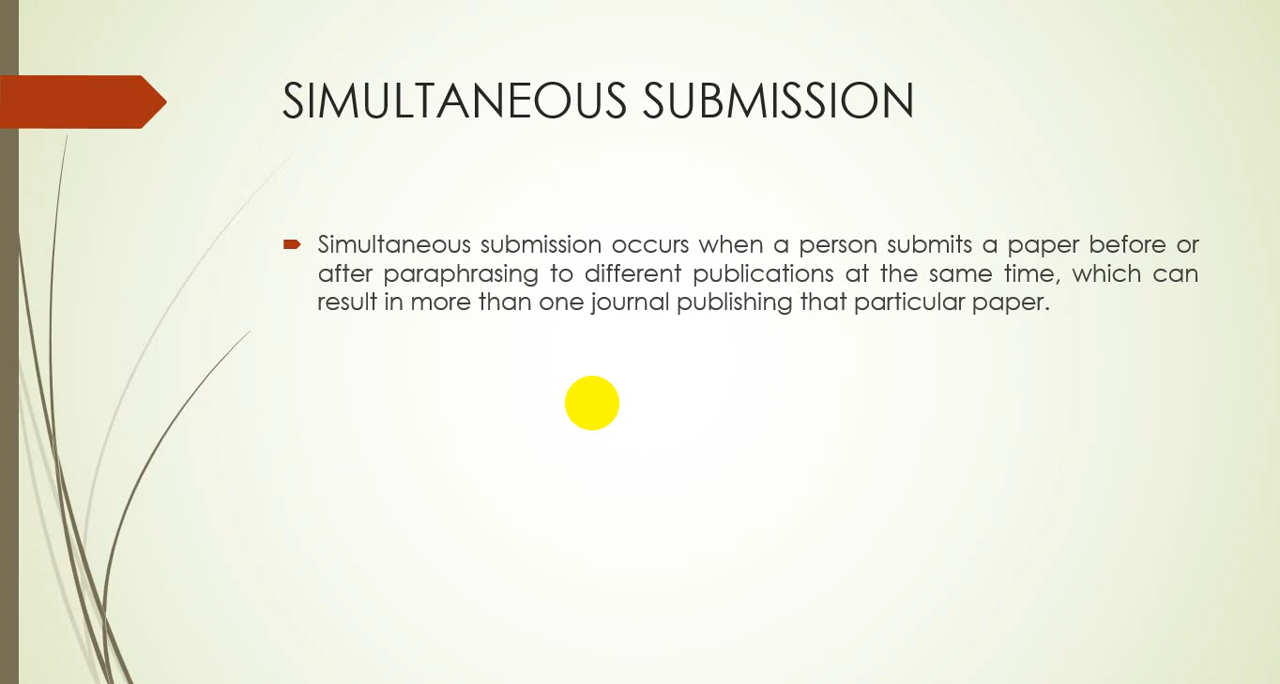 SIMULTANEOUS SUBMISSION
Simultaneous submission occurs when a person submits a paper before or
after paraphrasing to different publications at the same time, which can
result in more than one journal publishing that particular paper.